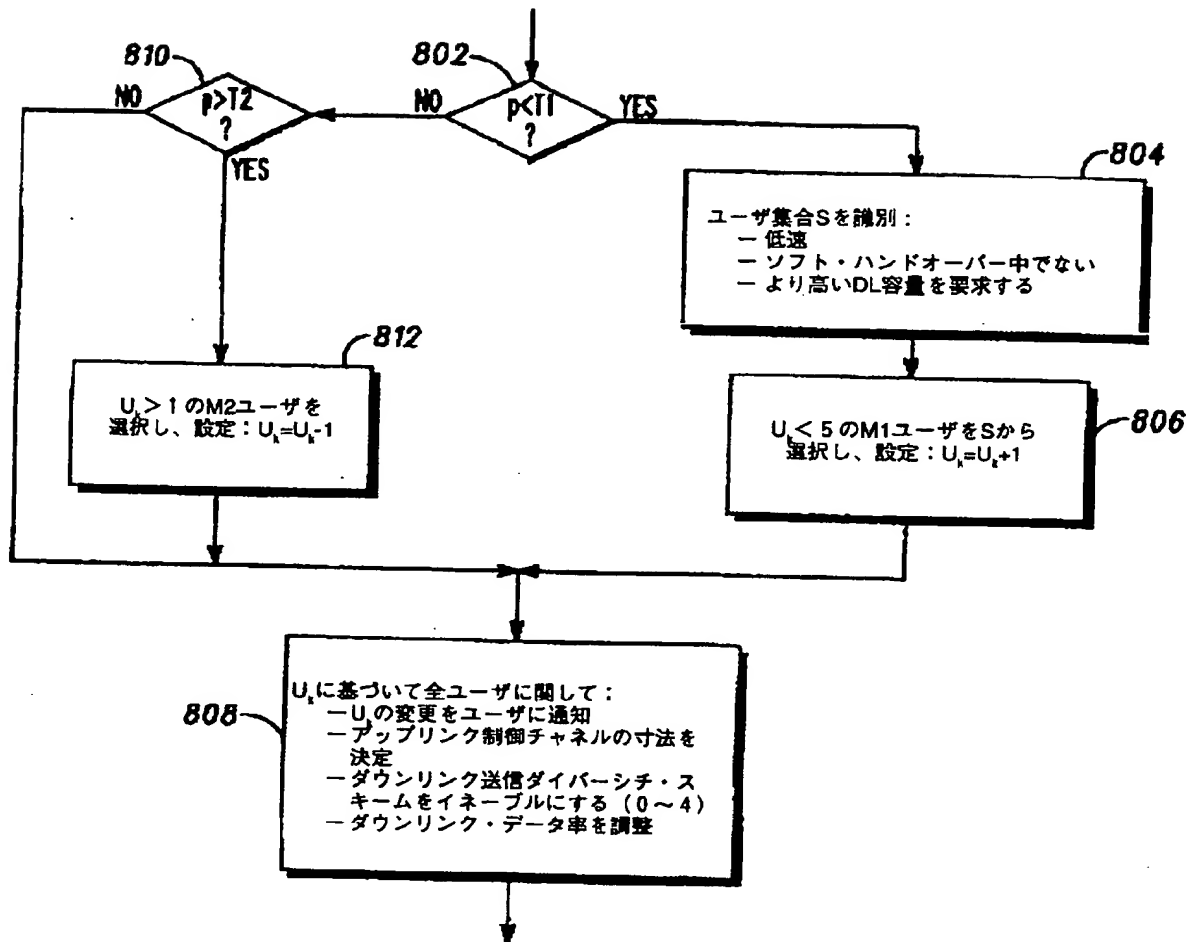 810
802
NO
p>T2
?
YES
NO
p<T1
?
YES
804
ユーザ集合Sを識別：
－ 低速
－ ソフト・ハンドオーバー中でない
－ より高いDL容量を要求する
812
Uk＞1のM2ユーザを
選択し、設定：Uk=Uk-1
Uk＜5のM1ユーザをSから
選択し、設定：Uk=Uk+1
806
808
Ukに基づいて全ユーザに関して：
－Ukの変更をユーザに通知
－アップリンク制御チャネルの寸法を
決定
－ダウンリンク送信ダイバーシチ・ス
キームをイネーブルにする（0～4）
－ダウンリンク・データ率を調整